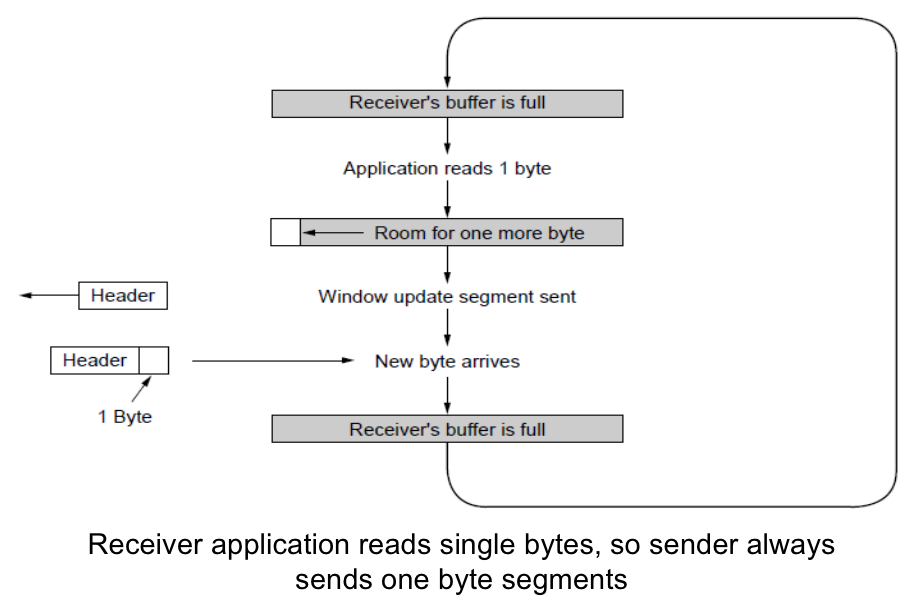 Receiver's buffer is full
Application reads 1 byte
Room for one more byte
Header
Window update segment sent
Header
New byte arrives
1 Byte
Receiver's buffer is full
Receiver application reads single bytes, so sender always
sends one byte segments